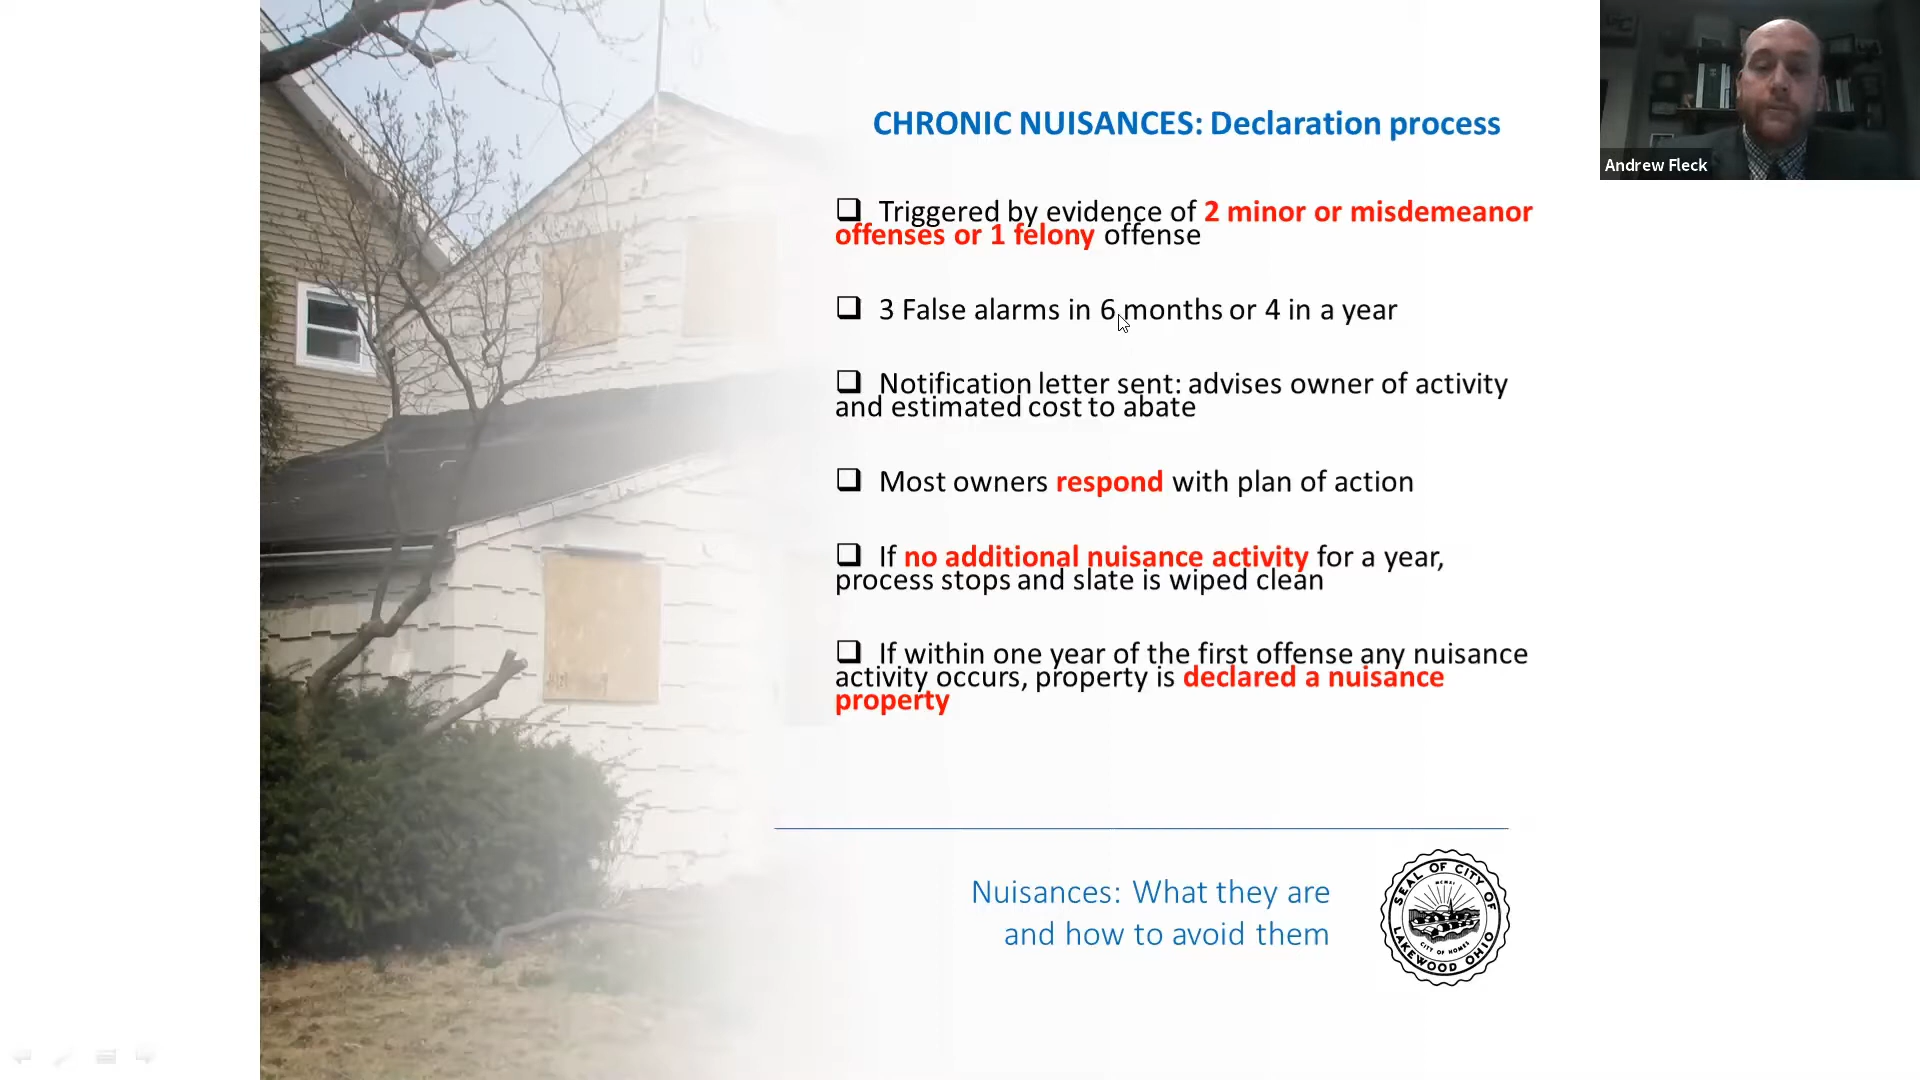 CHRONIC NUISANCES: Declaration process
❑ Triggered by evidence of 2 minor or misdemeanor
offenses or 1 felony offense
❑ 3 False alarms in 6 months or 4 in a year
❑ Notification letter sent: advises owner of activity
and estimated cost to abate
❑ Most owners respond with plan of action
❑ If no additional nuisance activity for a year,
process stops and slate is wiped clean
❑ If within one year of the first offense any nuisance
activity occurs, property is declared a nuisance
property
Nuisances: What they are
and how to avoid them
SEAL OF CITY OF
LAKEWOOD OHIO
CITY OF HOMES
Andrew Fleck